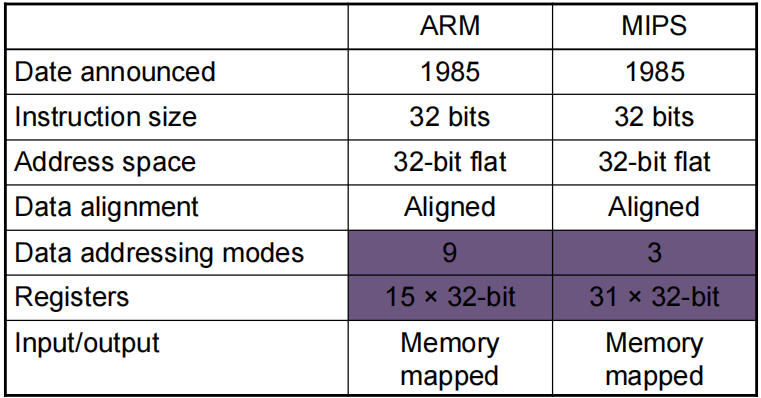 ARM MIPS
Date announced 1985 1985
Instruction size 32 bits 32 bits
Address space 32-bit flat 32-bit flat
Data alignment Aligned Aligned
Data addressing modes 9 3
Registers 15 × 32-bit 31 × 32-bit
Input/output Memory mapped Memory mapped